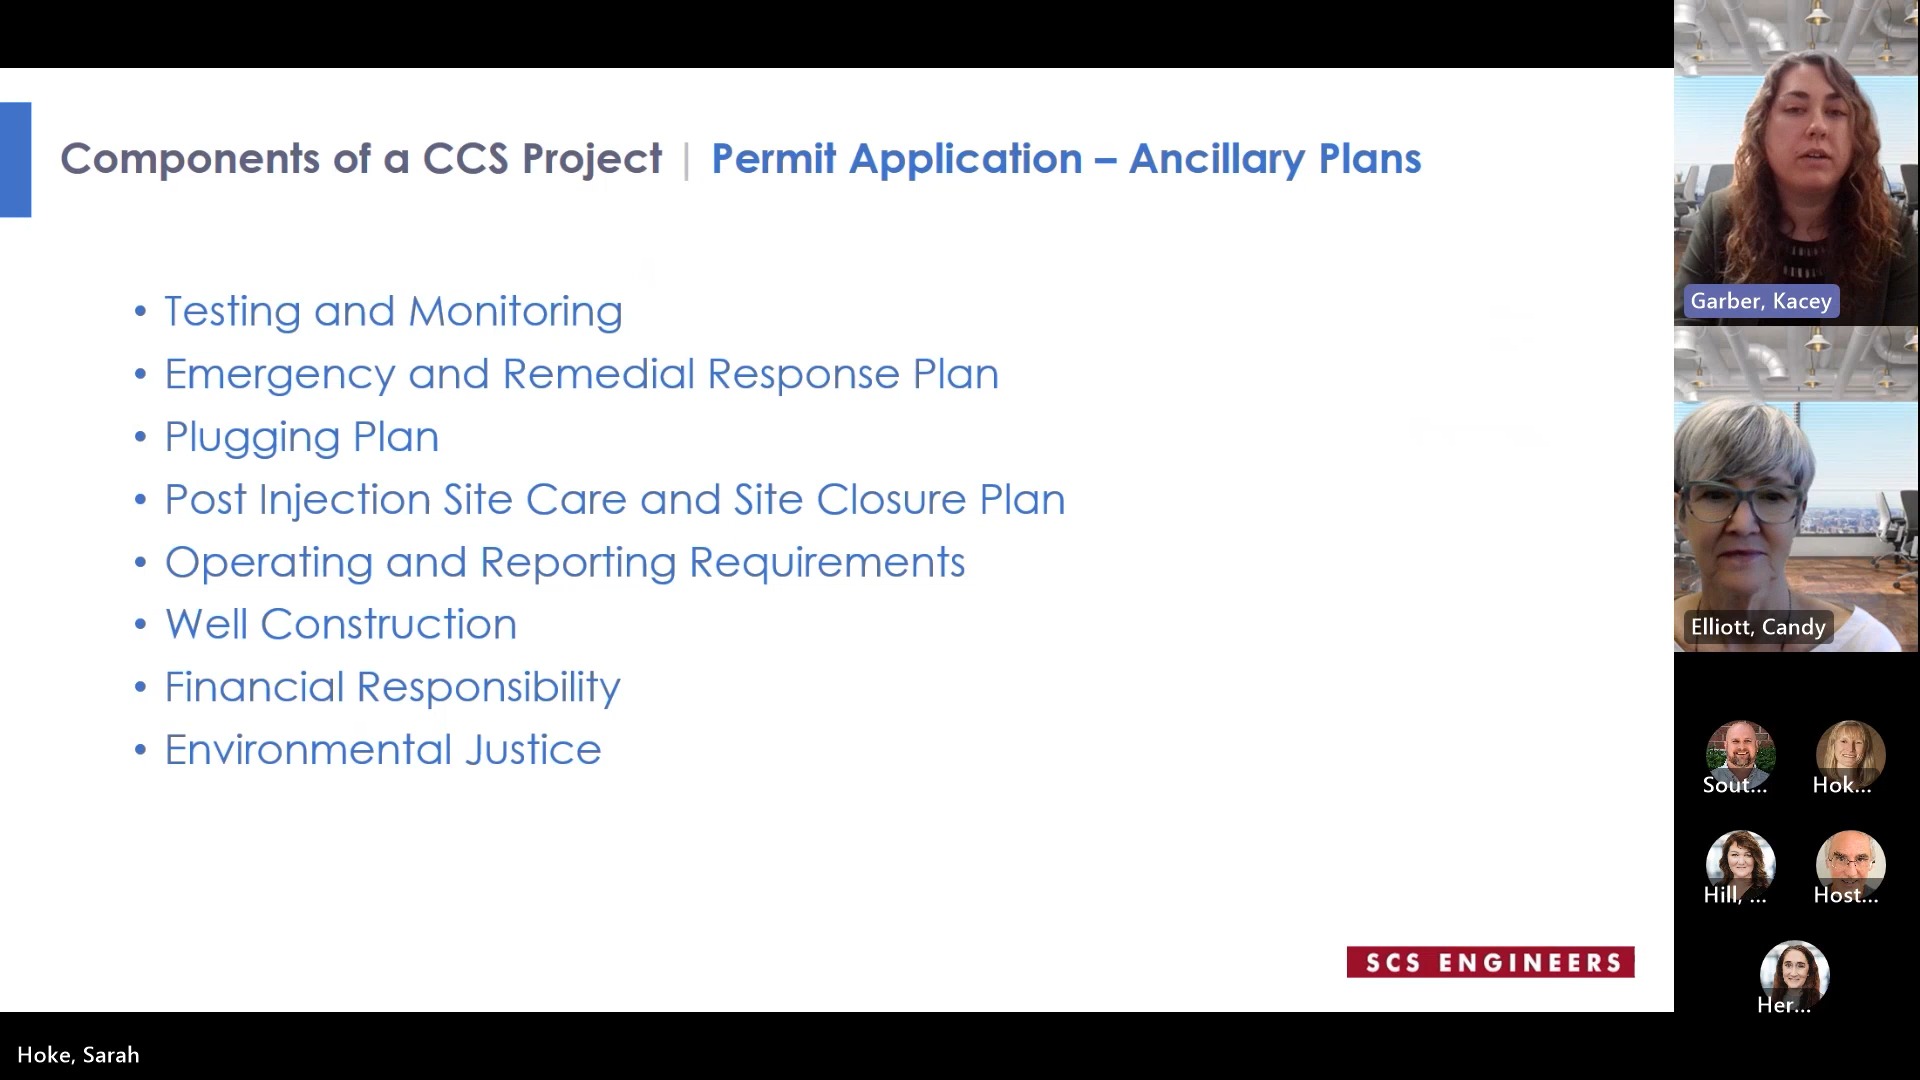 Components of a CCS Project | Permit Application – Ancillary Plans
• Testing and Monitoring
• Emergency and Remedial Response Plan
• Plugging Plan
• Post Injection Site Care and Site Closure Plan
• Operating and Reporting Requirements
• Well Construction
• Financial Responsibility
• Environmental Justice
SCS ENGINEERS
Garber, Kacey
Elliott, Candy
Sout...
Hok...
Hill, ...
Host...
Her...
Hoke, Sarah